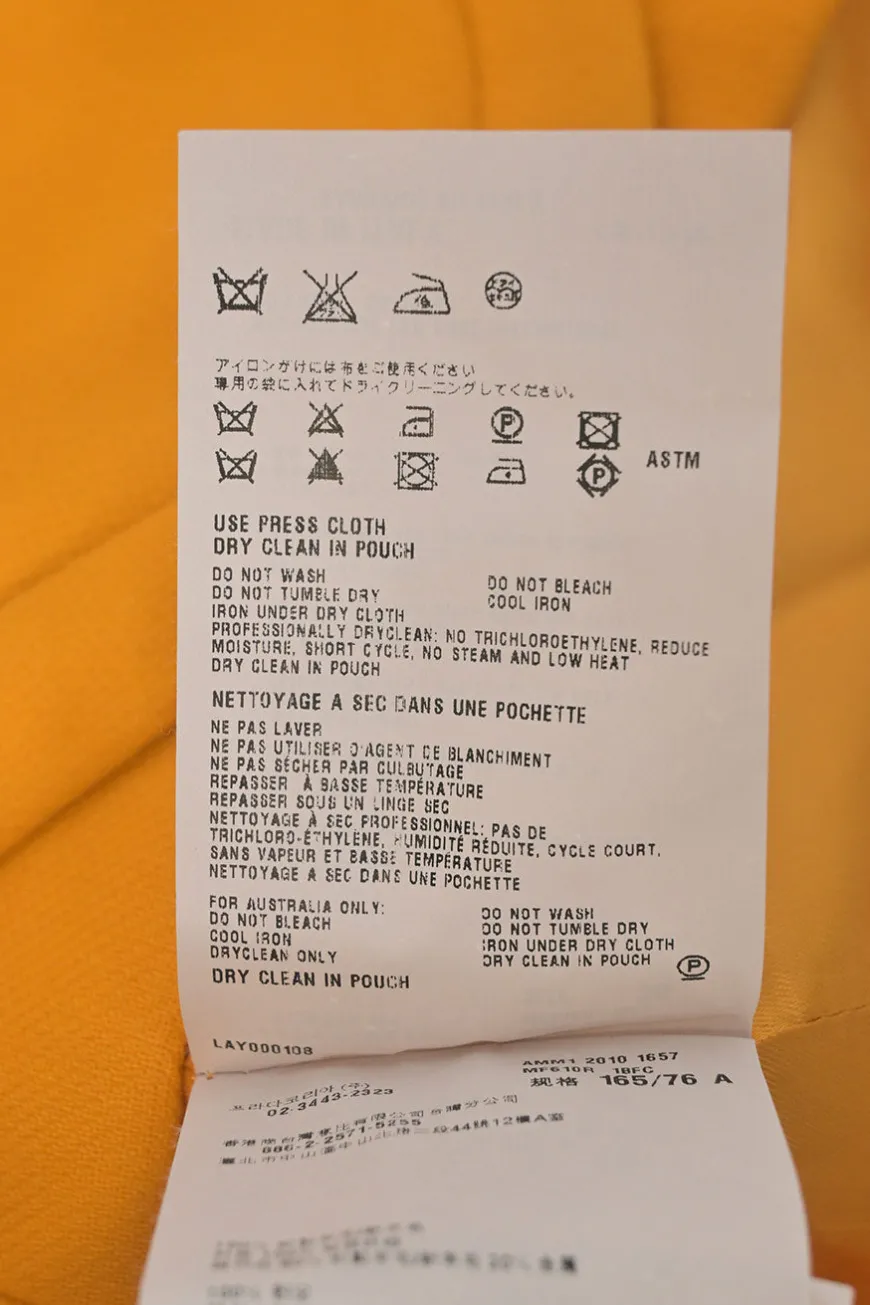 アイロンがけには布をご使用ください
専用の袋に入れてドライクリーニングしてください。
ASTM
USE PRESS CLOTH
DRY CLEAN IN POUCH
DO NOT WASH
DO NOT BLEACH
DO NOT TUMBLE DRY
COOL IRON
IRON UNDER DRY CLOTH
PROFESSIONALLY DRYCLEAN: NO TRICHLOROETHYLENE, REDUCE
MOISTURE, SHORT CYCLE, NO STEAM AND LOW HEAT
DRY CLEAN IN POUCH
NETTOYAGE A SEC DANS UNE POCHETTE
NE PAS LAVER
NE PAS UTILISER D'AGENT DE BLANCHIMENT
NE PAS SÉCHER PAR CULBUTAGE
REPASSER À BASSE TEMPÉRATURE
REPASSER SOUS UN LINGE SEC
NETTOYAGE À SEC PROFESSIONNEL: PAS DE
TRICHLORO-ÉTHYLÈNE, HUMIDITÉ RÉDUITE, CYCLE COURT,
SANS VAPEUR ET BASSE TEMPÉRATURE
NETTOYAGE A SEC DANS UNE POCHETTE
FOR AUSTRALIA ONLY:
DO NOT BLEACH
DO NOT WASH
COOL IRON
DO NOT TUMBLE DRY
DRYCLEAN ONLY
IRON UNDER DRY CLOTH
DRY CLEAN IN POUCH
P
DRY CLEAN IN POUCH
LAY000108
AMM1 2010 1657
MF610R 18FC
规格 165/76 A
프라다코리아(주)
02-3443-2323
886-2-2571-5255